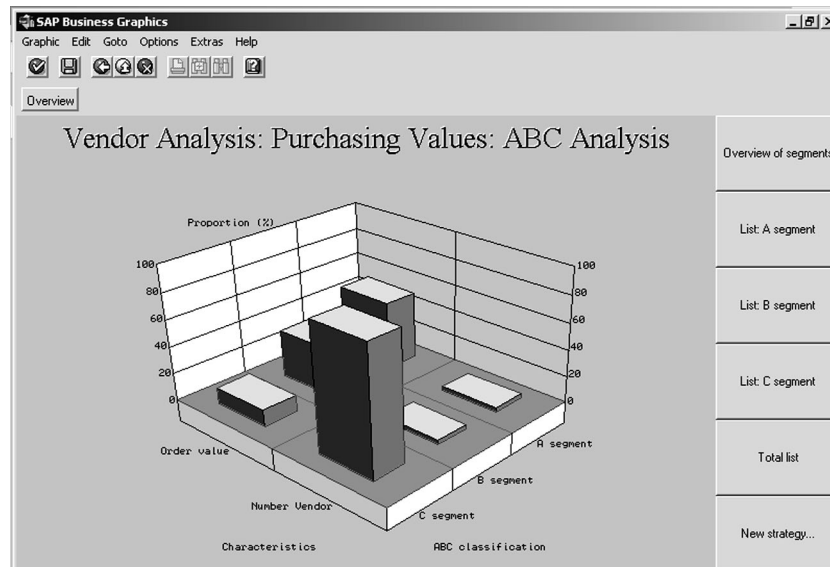 SAP Business Graphics
Graphic Edit Goto Options Extras Help
Overview
Vendor Analysis: Purchasing Values: ABC Analysis
Overview of segments
List: A segment
List: B segment
List: C segment
Total list
New strategy...
Proportion (%)
100
80
60
40
20
0
100
80
60
40
20
0
Order value
Number Vendor
Characteristics
A segment
B segment
C segment
ABC classification